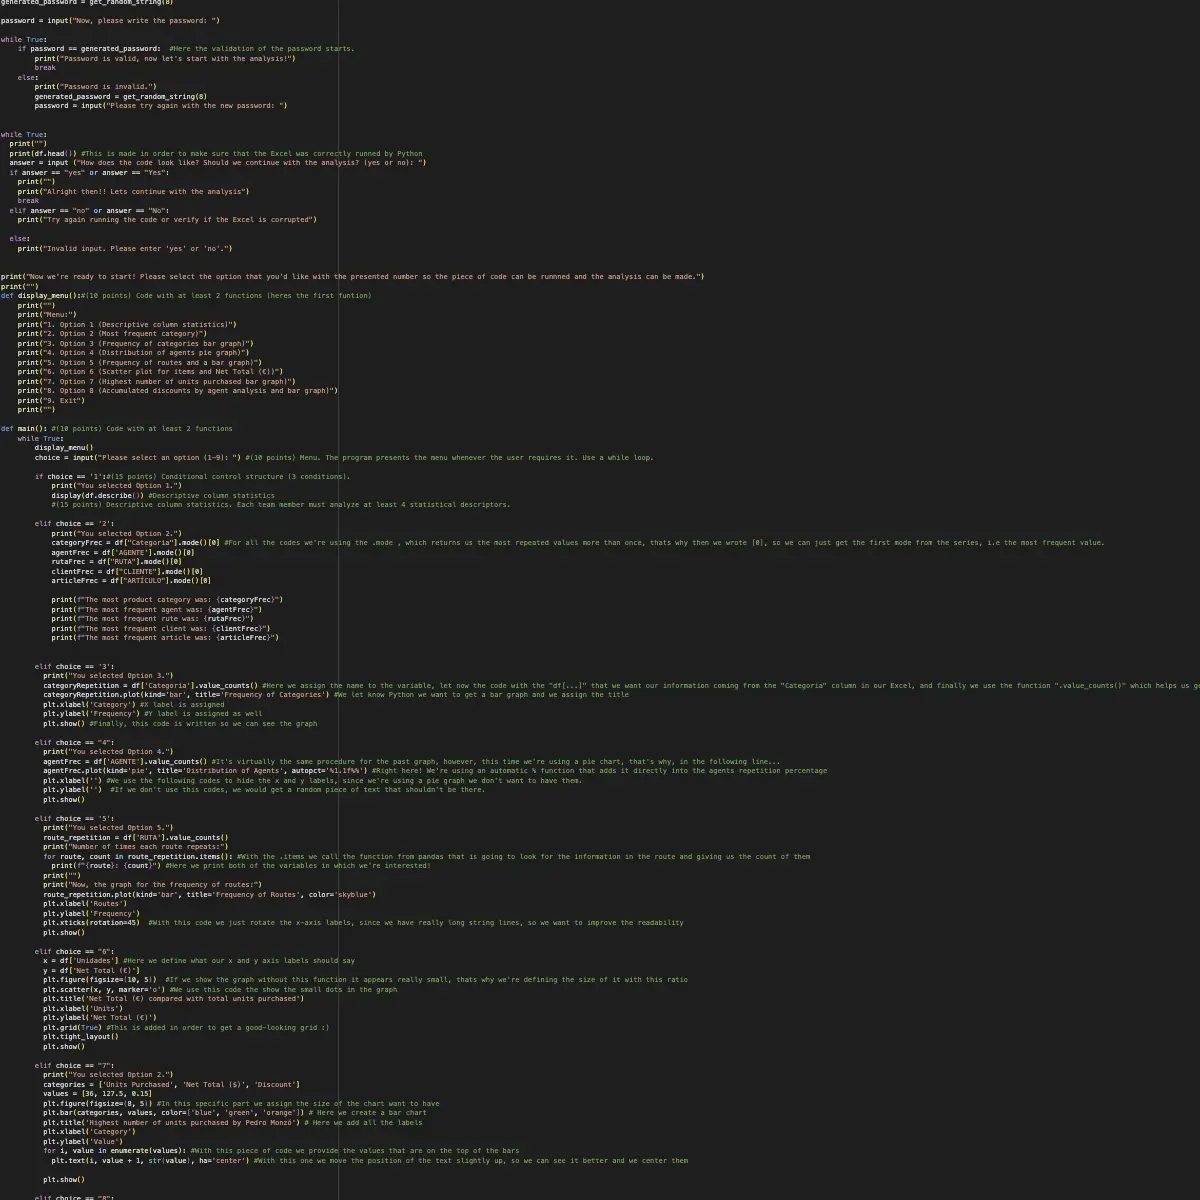 generated_password = get_random_string(8)
password = input("Now, please write the password: ")
while True:
    if password == generated_password:  #Here the validation of the password starts.
        print("Password is valid, now let's start with the analysis!")
        break
    else:
        print("Password is invalid.")
        generated_password = get_random_string(8)
        password = input("Please try again with the new password: ")
while True:
  print("")
  print(df.head()) #This is made in order to make sure that the Excel was correctly runned by Python
  answer = input ("How does the code look like? Should we continue with the analysis? (yes or no): ")
  if answer == "yes" or answer == "Yes":
    print("")
    print("Alright then!! Lets continue with the analysis")
    break
  elif answer == "no" or answer == "No":
    print("Try again running the code or verify if the Excel is corrupted")
  else:
    print("Invalid input. Please enter 'yes' or 'no'.")
print("Now we're ready to start! Please select the option that you'd like with the presented number so the piece of code can be runnned and the analysis can be made.")
print("")
def display_menu():#(10 points) Code with at least 2 functions (heres the first funtion)
    print("")
    print("Menu:")
    print("1. Option 1 (Descriptive column statistics)")
    print("2. Option 2 (Most frequent category)")
    print("3. Option 3 (Frequency of categories bar graph)")
    print("4. Option 4 (Distribution of agents pie graph)")
    print("5. Option 5 (Frequency of routes and a bar graph)")
    print("6. Option 6 (Scatter plot for items and Net Total (€))")
    print("7. Option 7 (Highest number of units purchased bar graph)")
    print("8. Option 8 (Accumulated discounts by agent analysis and bar graph)")
    print("9. Exit")
    print("")
def main(): #(10 points) Code with at least 2 functions
    while True:
        display_menu()
        choice = input("Please select an option (1-9): ") #(10 points) Menu. The program presents the menu whenever the user requires it. Use a while loop.
        if choice == '1':#(15 points) Conditional control structure (3 conditions).
            print("You selected Option 1.")
            display(df.describe()) #Descriptive column statistics
            #(15 points) Descriptive column statistics. Each team member must analyze at least 4 statistical descriptors.
        elif choice == '2':
            print("You selected Option 2.")
            categoryFrec = df["Categoria"].mode()[0] #For all the codes we're using the .mode , which returns us the most repeated values more than once, thats why then we wrote [0], so we can just get the first mode from the series, i.e the most frequent value.
            agentFrec = df['AGENTE'].mode()[0]
            rutaFrec = df["RUTA"].mode()[0]
            clientFrec = df["CLIENTE"].mode()[0]
            articleFrec = df["ARTÍCULO"].mode()[0]
            print(f"The most product category was: {categoryFrec}")
            print(f"The most frequent agent was: {agentFrec}")
            print(f"The most frequent rute was: {rutaFrec}")
            print(f"The most frequent client was: {clientFrec}")
            print(f"The most frequent article was: {articleFrec}")
        elif choice == '3':
          print("You selected Option 3.")
          categoryRepetition = df['Categoria'].value_counts() #Here we assign the name to the variable, let now the code with the "df[...]" that we want our information coming from the "Categoria" column in our Excel, and finally we use the function ".value_counts()" which helps us
          categoryRepetition.plot(kind='bar', title='Frequency of Categories') #We let know Python we want to get a bar graph and we assign the title
          plt.xlabel('Category') #X label is assigned
          plt.ylabel('Frequency') #Y label is assigned as well
          plt.show() #Finally, this code is written so we can see the graph
        elif choice == "4":
          print("You selected Option 4.")
          agentFrec = df['AGENTE'].value_counts() #It's virtually the same procedure for the past graph, however, this time we're using a pie chart, that's why, in the following line...
          agentFrec.plot(kind='pie', title='Distribution of Agents', autopct='%1.1f%%') #Right here! We're using an automatic % function that adds it directly into the agents repetition percentage
          plt.xlabel('') #We use the following codes to hide the x and y labels, since we're using a pie graph we don't want to have them.
          plt.ylabel('')  #If we don't use this codes, we would get a random piece of text that shouldn't be there.
          plt.show()
        elif choice == '5':
          print("You selected Option 5.")
          route_repetition = df['RUTA'].value_counts()
          print("Number of times each route repeats:")
          for route, count in route_repetition.items(): #With the .items we call the function from pandas that is going to look for the information in the route and giving us the count of them
            print(f"{route}: {count}") #Here we print both of the variables in which we're interested!
          print("")
          print("Now, the graph for the frequency of routes:")
          route_repetition.plot(kind='bar', title='Frequency of Routes', color='skyblue')
          plt.xlabel('Routes')
          plt.ylabel('Frequency')
          plt.xticks(rotation=45)  #With this code we just rotate the x-axis labels, since we have really long string lines, so we want to improve the readability
          plt.show()
        elif choice == "6":
          x = df['Unidades'] #Here we define what our x and y axis labels should say
          y = df['Net Total (€)']
          plt.figure(figsize=(10, 5))  #If we show the graph without this function it appears really small, thats why we're defining the size of it with this ratio
          plt.scatter(x, y, marker='o') #We use this code the show the small dots in the graph
          plt.title('Net Total (€) compared with total units purchased')
          plt.xlabel('Units')
          plt.ylabel('Net Total (€)')
          plt.grid(True) #This is added in order to get a good-looking grid :)
          plt.tight_layout()
          plt.show()
        elif choice == "7":
          print("You selected Option 2.")
          categories = ['Units Purchased', 'Net Total ($)', 'Discount']
          values = [36, 127.5, 0.15]
          plt.figure(figsize=(8, 5)) #In this specific part we assign the size of the chart want to have
          plt.bar(categories, values, color=['blue', 'green', 'orange']) # Here we create a bar chart
          plt.title('Highest number of units purchased by Pedro Monzó') # Here we add all the labels
          plt.xlabel('Category')
          plt.ylabel('Value')
          for i, value in enumerate(values): #With this piece of code we provide the values that are on the top of the bars
            plt.text(i, value + 1, str(value), ha='center') #With this one we move the position of the text slightly up, so we can see it better and we center them
          plt.show()
        elif choice == "8":